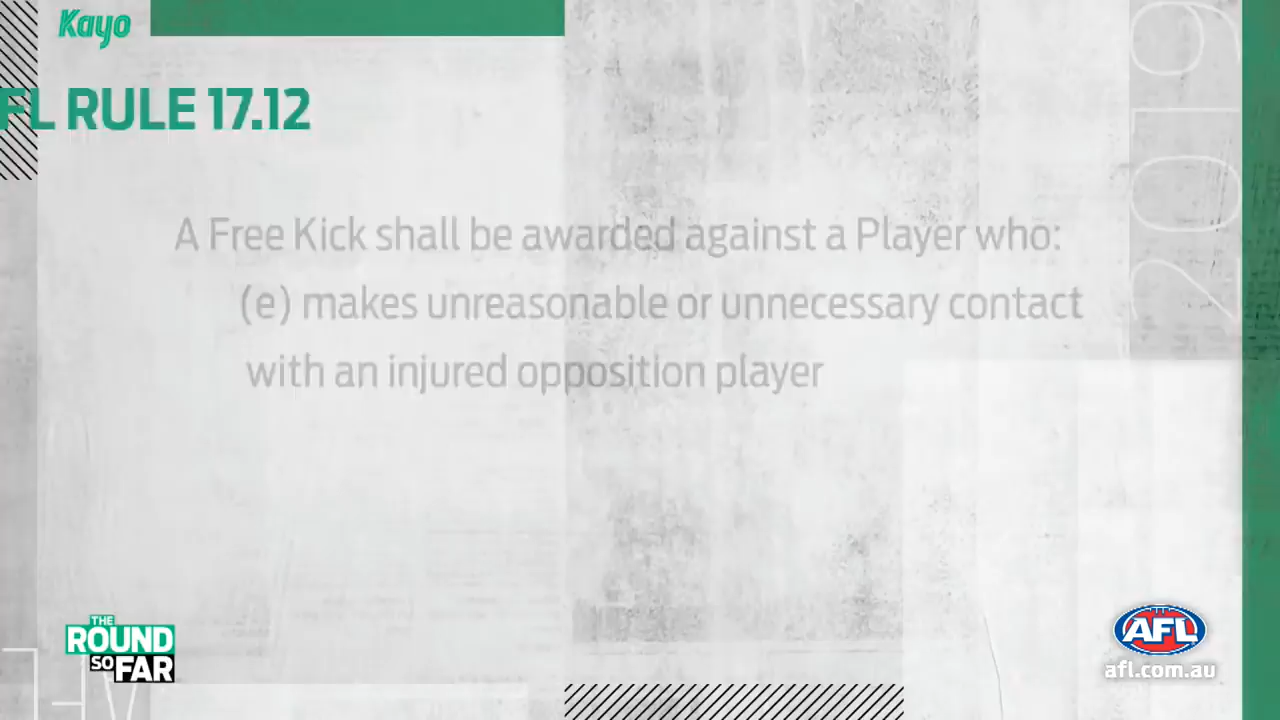 Kayo
FL RULE 17.12
2019
A Free Kick shall be awarded against a Player who:
(e) makes unreasonable or unnecessary contact
with an injured opposition player
THE
ROUND
SO FAR
AFL
afl.com.au